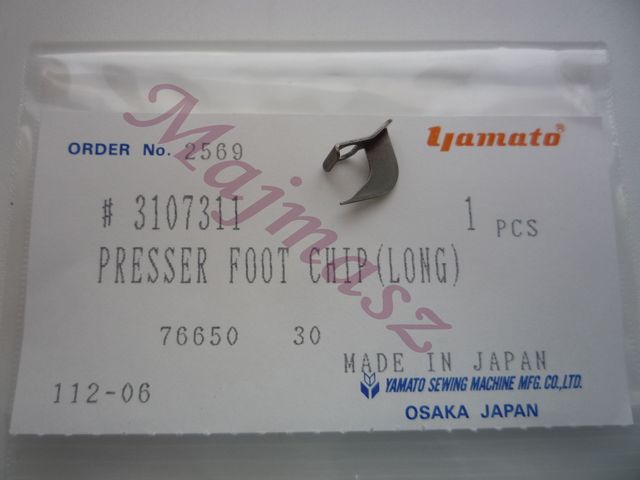 yamato®
ORDER No. 2569
# 3107311 1 PCS
PRESSER FOOT CHIP(LONG)
76650 30
MADE IN JAPAN
112-06
YAMATO SEWING MACHINE MFG.CO.,LTD.
OSAKA JAPAN
Majmasz